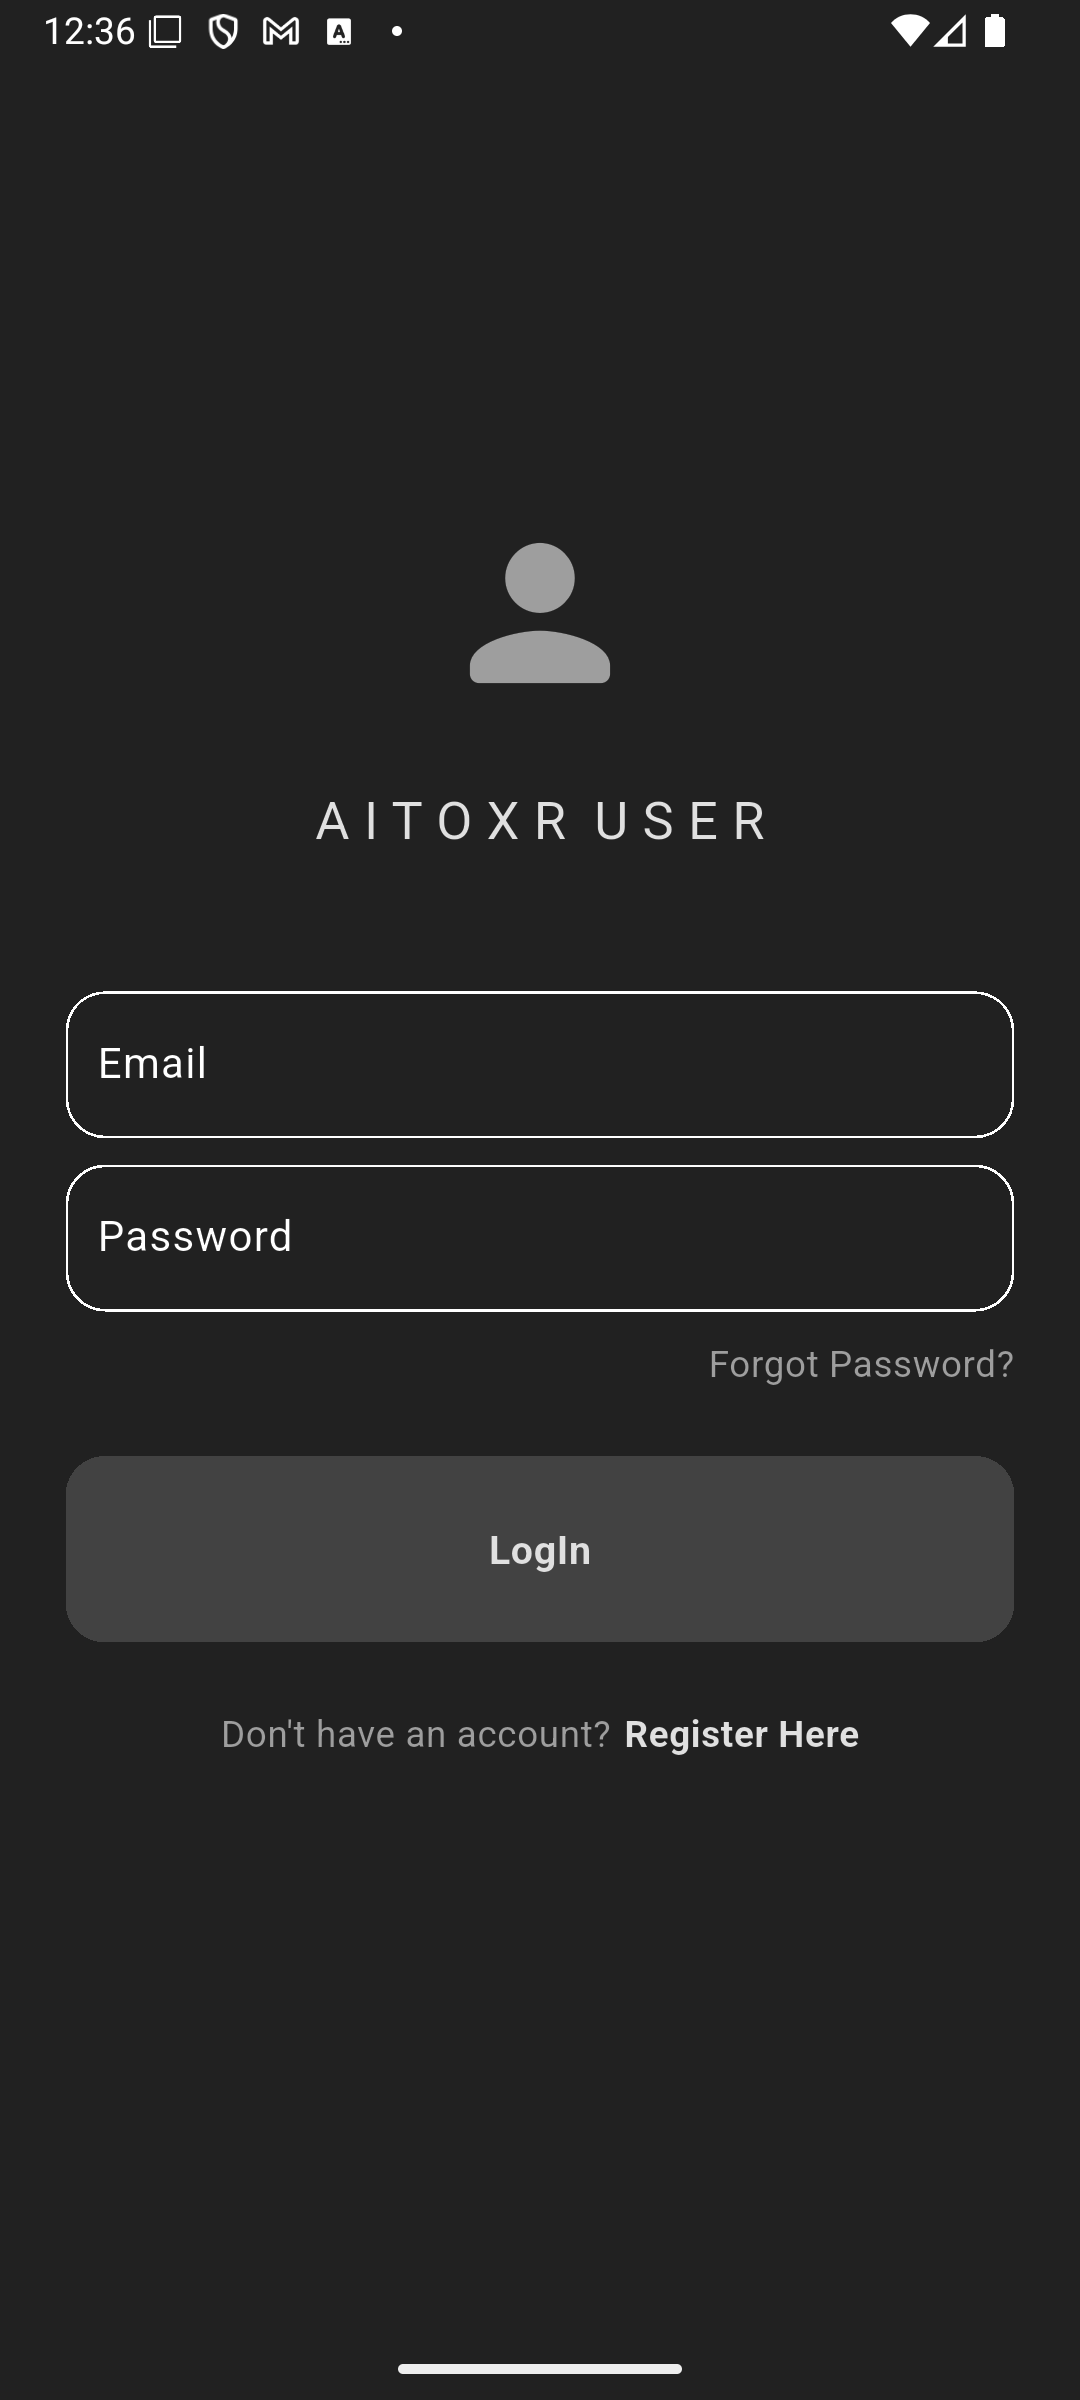 12:36
A I T O X R U S E R
Email
Password
Forgot Password?
LogIn
Don't have an account? Register Here